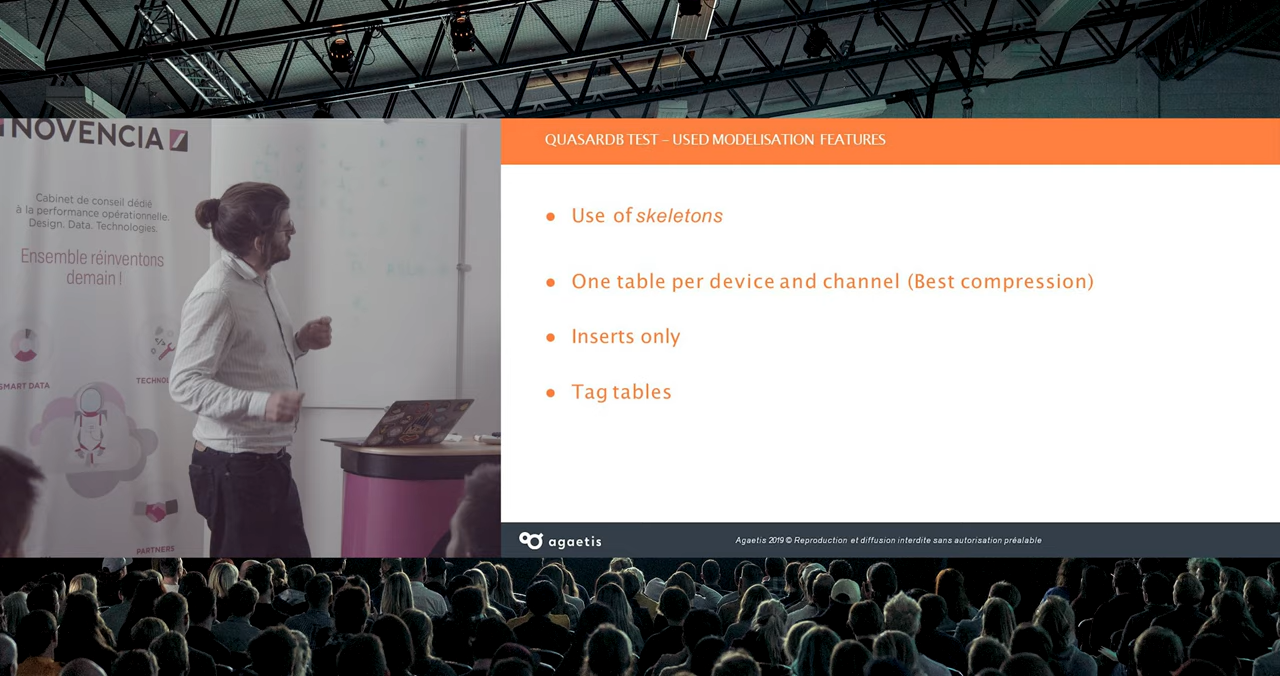 NOVENCIA
Cabinet de conseil dédié
à la performance opérationnelle.
Design. Data. Technologies.
Ensemble réinventons
demain !
SMART DATA
PARTNERS
QUASARDB TEST – USED MODELISATION FEATURES
● Use of skeletons
● One table per device and channel (Best compression)
● Inserts only
● Tag tables
agaetis
Agaetis 2019 © Reproduction et diffusion interdite sans autorisation préalable